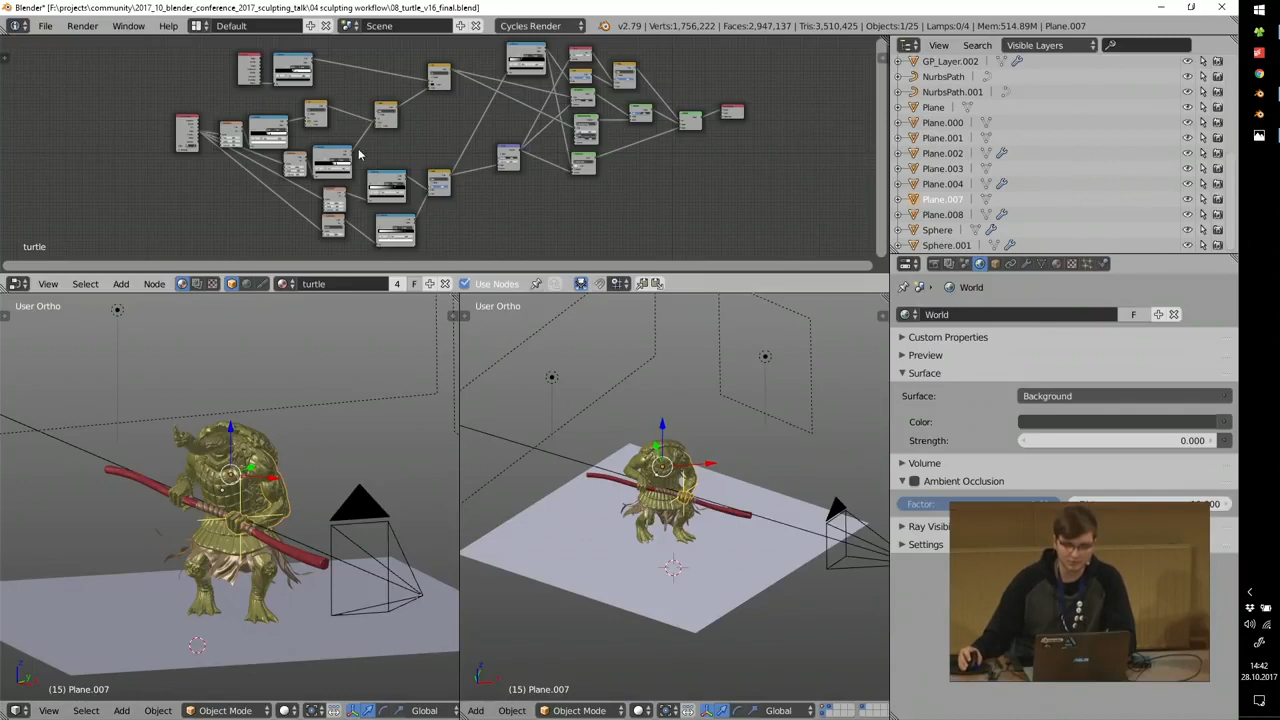 Blender* [F:\projects\community\2017_10_blender_conference_2017_sculpting_talk\04 sculpting workflow\08_turtle_v16_final.blend]
File Render Window Help Default Scene Cycles Render v2.79 | Verts:1,756,222 | Faces:2,947,137 | Tris:3,510,425 | Objects:1/25 | Lamps:0/4 | Mem:514.89M | Plane.007
View Search Visible Layers
GP_Layer.002
NurbsPath
NurbsPath.001
Plane
Plane.000
Plane.001
Plane.002
Plane.003
Plane.004
Plane.007
Plane.008
Sphere
Sphere.001
turtle
View Select Add Node turtle 4 F Use Nodes
World
World F
Custom Properties
Preview
Surface
Surface: Background
Color:
Strength: 0.000
Volume
Ambient Occlusion
Factor:
Ray Visibi
Settings
User Ortho
User Ortho
(15) Plane.007
(15) Plane.007
View Select Add Object Object Mode Global
Add Object Object Mode Global
14:42
28.10.2017